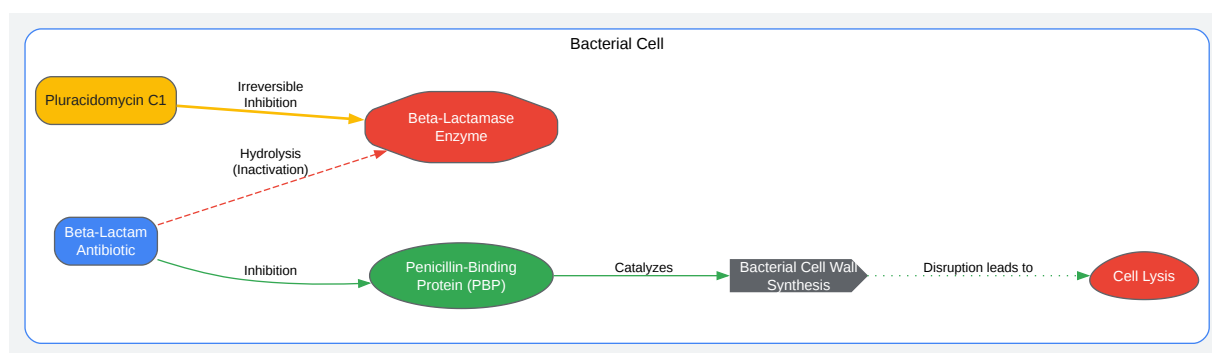 Bacterial Cell
Pluracidomycin C1
Irreversible
Inhibition
Beta-Lactamase
Enzyme
Hydrolysis
(Inactivation)
Beta-Lactam
Antibiotic
Inhibition
Penicillin-Binding
Protein (PBP)
Catalyzes
Bacterial Cell Wall
Synthesis
Disruption leads to
Cell Lysis